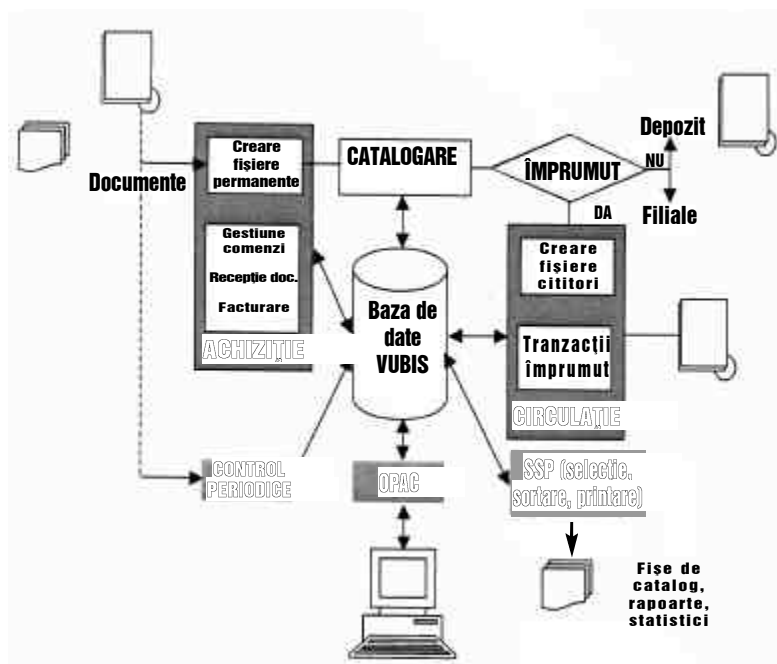 Documente
Creare
fișiere
permanente
Gestiune
comenzi
Recepție doc.
Facturare
ACHIZIȚIE
CATALOGARE
ÎMPRUMUT
NU
Depozit
Filiale
DA
Creare
fișiere
cititori
Tranzacții
împrumut
CIRCULAȚIE
Baza de
date
VUBIS
CONTROL
PERIODICE
OPAC
SSP (selecție,
sortare, printare)
Fișe de
catalog,
rapoarte,
statistici